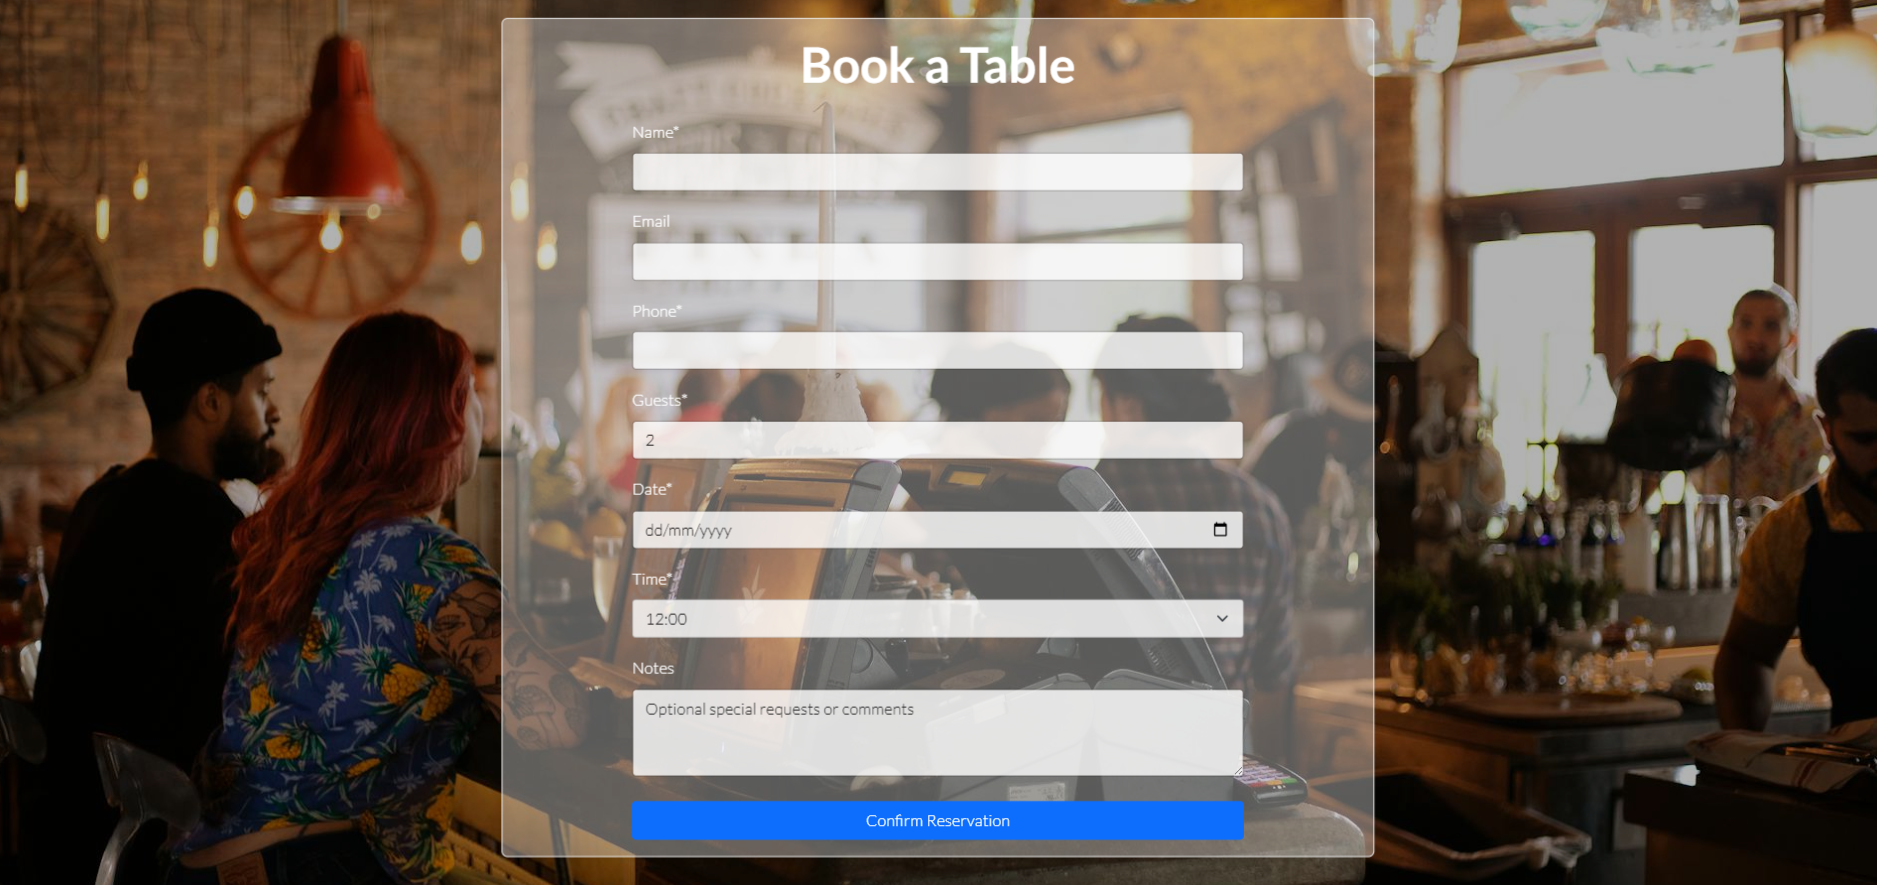 Book a Table
Name*
Email
Phone*
Guests*
2
Date*
dd/mm/yyyy
Time*
12:00
Notes
Optional special requests or comments
Confirm Reservation